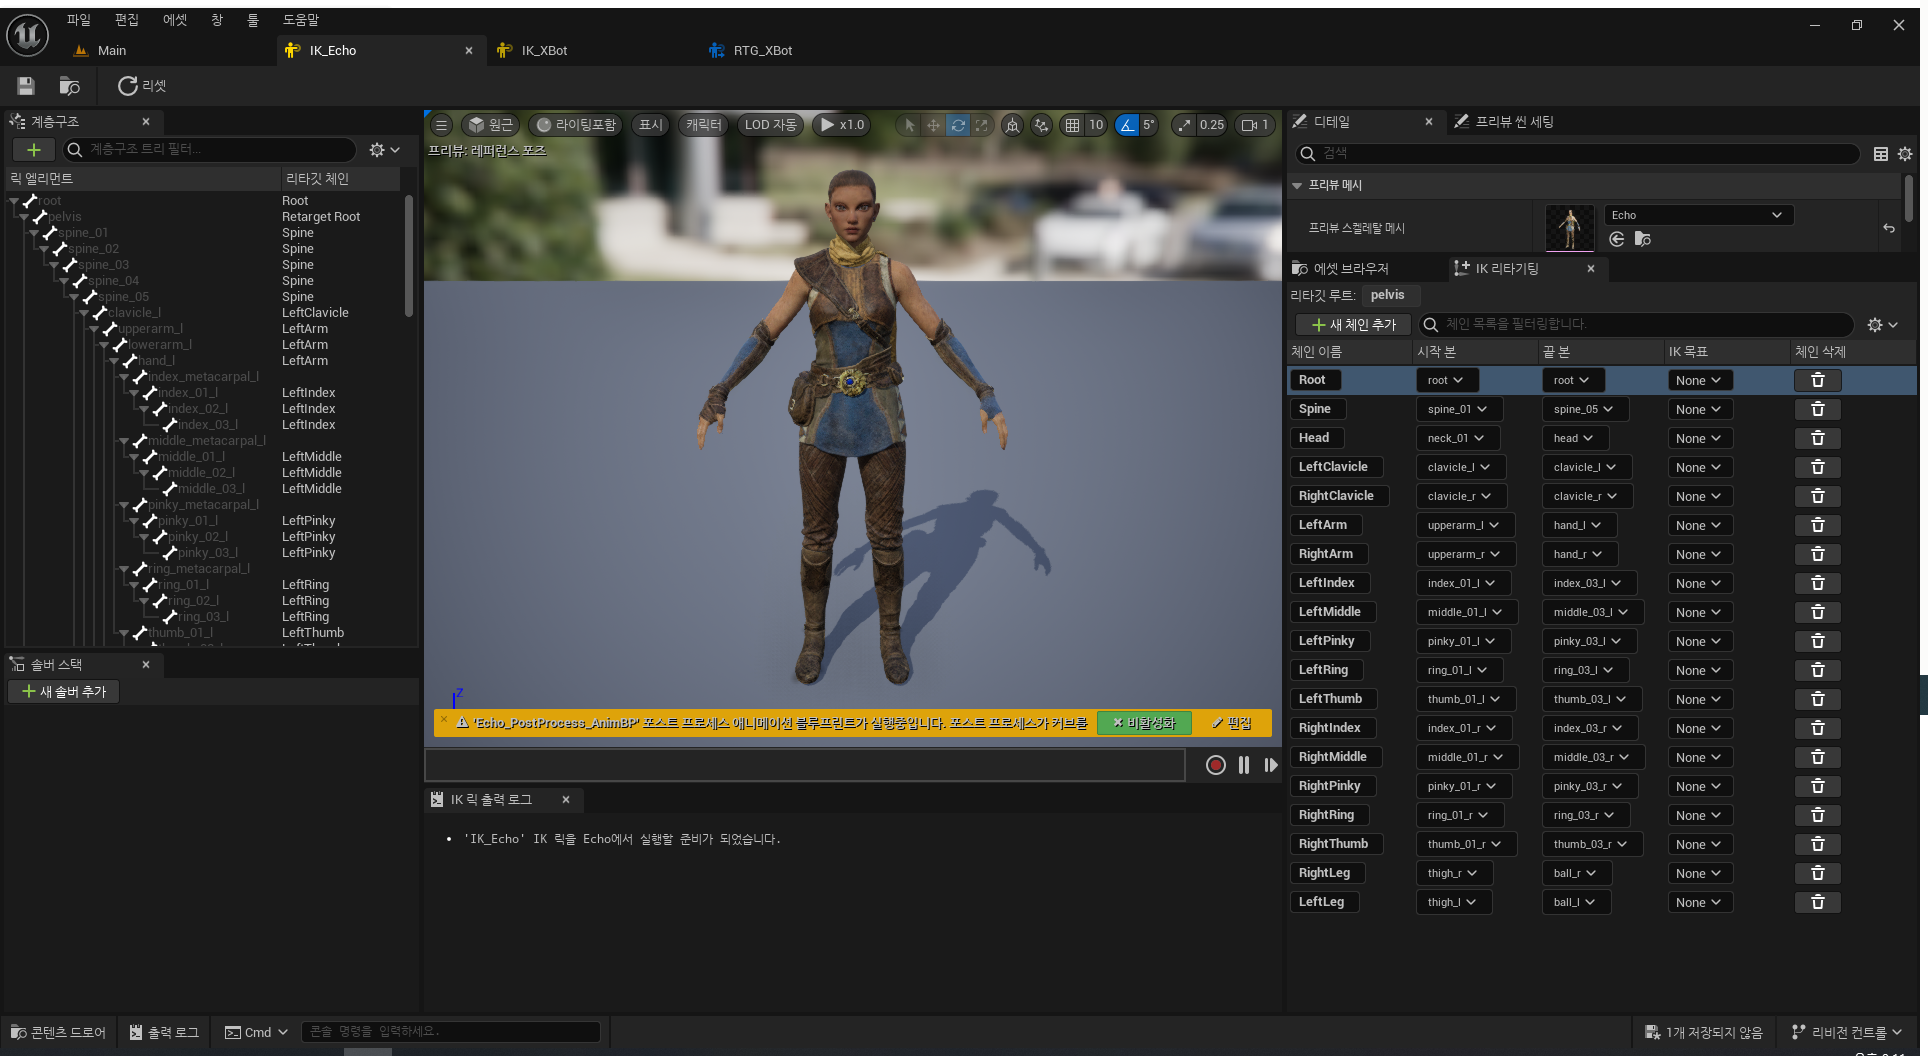 파일 편집 에셋 창 툴 도움말
Main IK_Echo IK_XBot RTG_XBot
리셋
계층구조
계층구조 트리 필터...
릭 엘리먼트 리타깃 체인
root Root
pelvis Retarget Root
spine_01 Spine
spine_02 Spine
spine_03 Spine
spine_04 Spine
spine_05 Spine
clavicle_l LeftClavicle
upperarm_l LeftArm
lowerarm_l LeftArm
hand_l LeftArm
index_metacarpal_l
index_01_l LeftIndex
index_02_l LeftIndex
index_03_l LeftIndex
middle_metacarpal_l
middle_01_l LeftMiddle
middle_02_l LeftMiddle
middle_03_l LeftMiddle
pinky_metacarpal_l
pinky_01_l LeftPinky
pinky_02_l LeftPinky
pinky_03_l LeftPinky
ring_metacarpal_l
ring_01_l LeftRing
ring_02_l LeftRing
ring_03_l LeftRing
thumb_01_l LeftThumb
솔버 스택
새 솔버 추가
원근 라이팅포함 표시 캐릭터 LOD 자동 x1.0 10 5° 0.25 1
프리뷰: 레퍼런스 포즈
Z
'Echo_PostProcess_AnimBP' 포스트 프로세스 애니메이션 블루프린트가 실행중입니다. 포스트 프로세스가 커브를 비활성화 편집
IK 릭 출력 로그
• 'IK_Echo' IK 릭을 Echo에서 실행할 준비가 되었습니다.
디테일 프리뷰 씬 세팅
검색
프리뷰 메시
프리뷰 스켈레탈 메시 Echo
에셋 브라우저 IK 리타기팅
리타깃 루트: pelvis
새 체인 추가 체인 목록을 필터링합니다.
체인 이름 시작 본 끝 본 IK 목표 체인 삭제
Root root root None
Spine spine_01 spine_05 None
Head neck_01 head None
LeftClavicle clavicle_l clavicle_l None
RightClavicle clavicle_r clavicle_r None
LeftArm upperarm_l hand_l None
RightArm upperarm_r hand_r None
LeftIndex index_01_l index_03_l None
LeftMiddle middle_01_l middle_03_l None
LeftPinky pinky_01_l pinky_03_l None
LeftRing ring_01_l ring_03_l None
LeftThumb thumb_01_l thumb_03_l None
RightIndex index_01_r index_03_r None
RightMiddle middle_01_r middle_03_r None
RightPinky pinky_01_r pinky_03_r None
RightRing ring_01_r ring_03_r None
RightThumb thumb_01_r thumb_03_r None
RightLeg thigh_r ball_r None
LeftLeg thigh_l ball_l None
콘텐츠 드로어 출력 로그 Cmd 콘솔 명령을 입력하세요. 1개 저장되지 않음 리비전 컨트롤